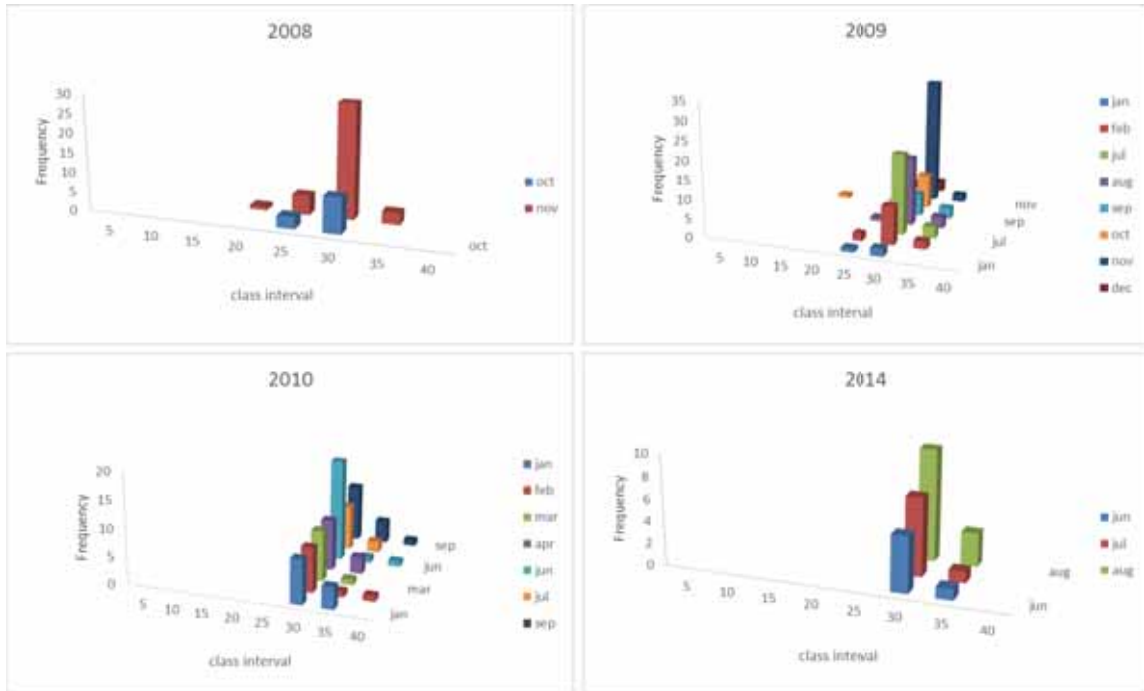 2008
30
25
20
15
10
5
0
Frequency
5 10 15 20 25 30 35 40
oct
class interval
oct
nov
2009
35
30
25
20
15
10
5
0
Frequency
5 10 15 20 25 30 35 40
nov
sep
jul
jan
class interval
jan
feb
jul
aug
sep
oct
nov
dec
2010
20
15
10
5
0
Frequency
5 10 15 20 25 30 35 40
sep
jun
mar
jan
class interval
jan
feb
mar
apr
jun
jul
sep
2014
10
8
6
4
2
0
Frequency
5 10 15 20 25 30 35 40
aug
jun
class interval
jun
jul
aug